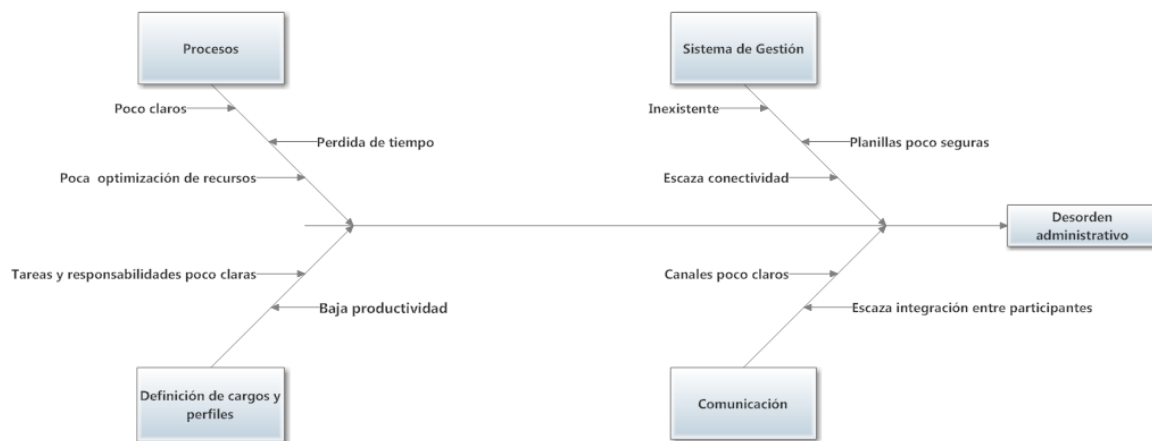 Procesos
Sistema de Gestión
Poco claros
Inexistente
Perdida de tiempo
Planillas poco seguras
Poca optimización de recursos
Escaza conectividad
Desorden
administrativo
Tareas y responsabilidades poco claras
Canales poco claros
Baja productividad
Escaza integración entre participantes
Definición de cargos y
perfiles
Comunicación